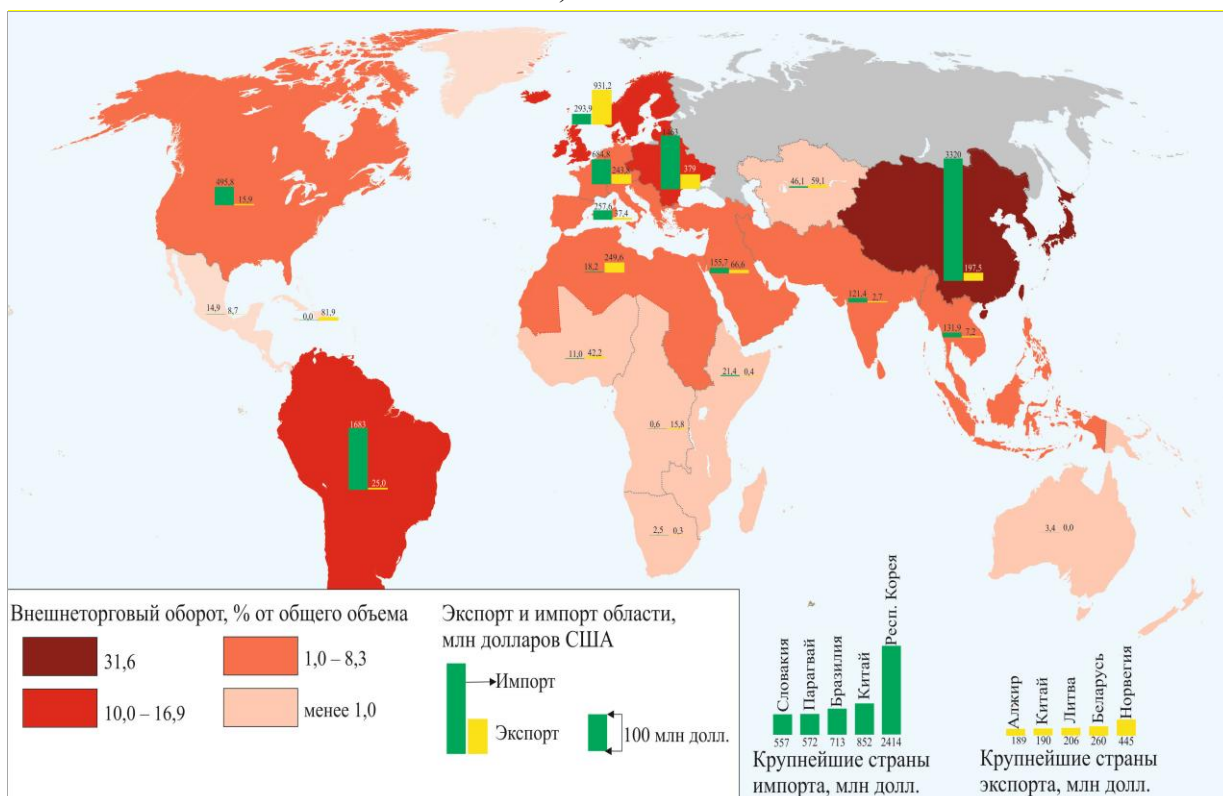 931,2
293,9
664,8
243,8
379
495,8
15,9
257,6
37,4
46,1 59,1
3320
197,5
18,2
249,6
155,7 66,6
121,4 2,7
131,9
7,2
14,9 8,7
0,0
81,9
11,0 42,2
21,4 0,4
0,6 15,8
2,5 0,3
3,4 0,0
1683
25,0
Внешнеторговый оборот, % от общего объема
31,6
1,0 – 8,3
10,0 – 16,9
менее 1,0
Экспорт и импорт области,
млн долларов США
Импорт
Экспорт
100 млн долл.
Словакия
Парагвай
Бразилия
Китай
Респ. Корея
557 572 713 852 2414
Крупнейшие страны
импорта, млн долл.
Алжир
Китай
Литва
Беларусь
Норвегия
189 190 206 260 445
Крупнейшие страны
экспорта, млн долл.